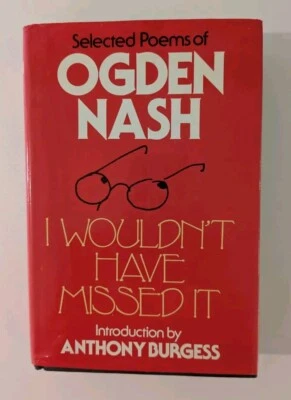 Selected Poems of
OGDEN
NASH
I WOULDN'T
HAVE
MISSED IT
Introduction by
ANTHONY BURGESS